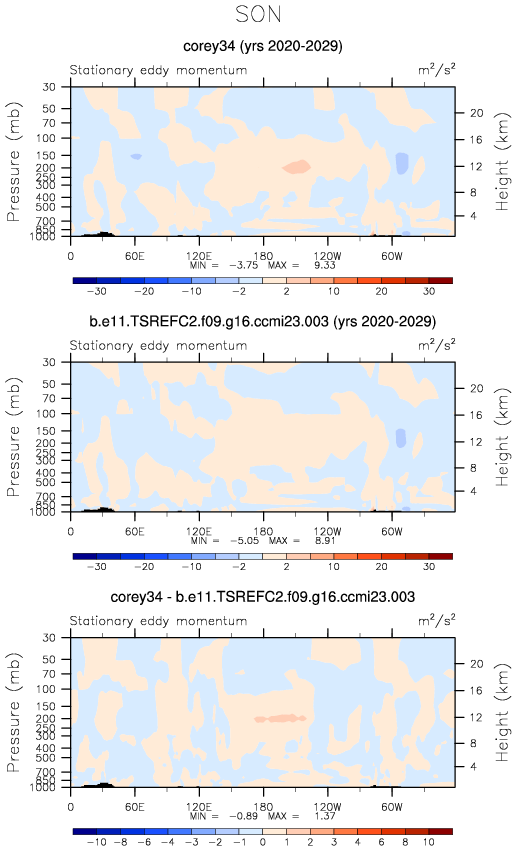 SON
corey34 (yrs 2020-2029)
Stationary eddy momentum m²/s²
Pressure (mb)
30
50
70
100
150
200
250
300
400
500
700
850
1000
Height (km)
20
16
12
8
4
0 60E 120E 180 120W 60W
MIN = −3.75 MAX = 9.33
−30 −20 −10 −5 −2 2 5 10 20 30
b.e11.TSREFC2.f09.g16.ccmi23.003 (yrs 2020-2029)
Stationary eddy momentum m²/s²
Pressure (mb)
30
50
70
100
150
200
250
300
400
500
700
850
1000
Height (km)
20
16
12
8
4
0 60E 120E 180 120W 60W
MIN = −5.05 MAX = 8.91
−30 −20 −10 −5 −2 2 5 10 20 30
corey34 - b.e11.TSREFC2.f09.g16.ccmi23.003
Stationary eddy momentum m²/s²
Pressure (mb)
30
50
70
100
150
200
250
300
400
500
700
850
1000
Height (km)
20
16
12
8
4
0 60E 120E 180 120W 60W
MIN = −0.89 MAX = 1.37
−10 −8 −6 −4 −3 −2 −1 0 1 2 3 4 6 8 10